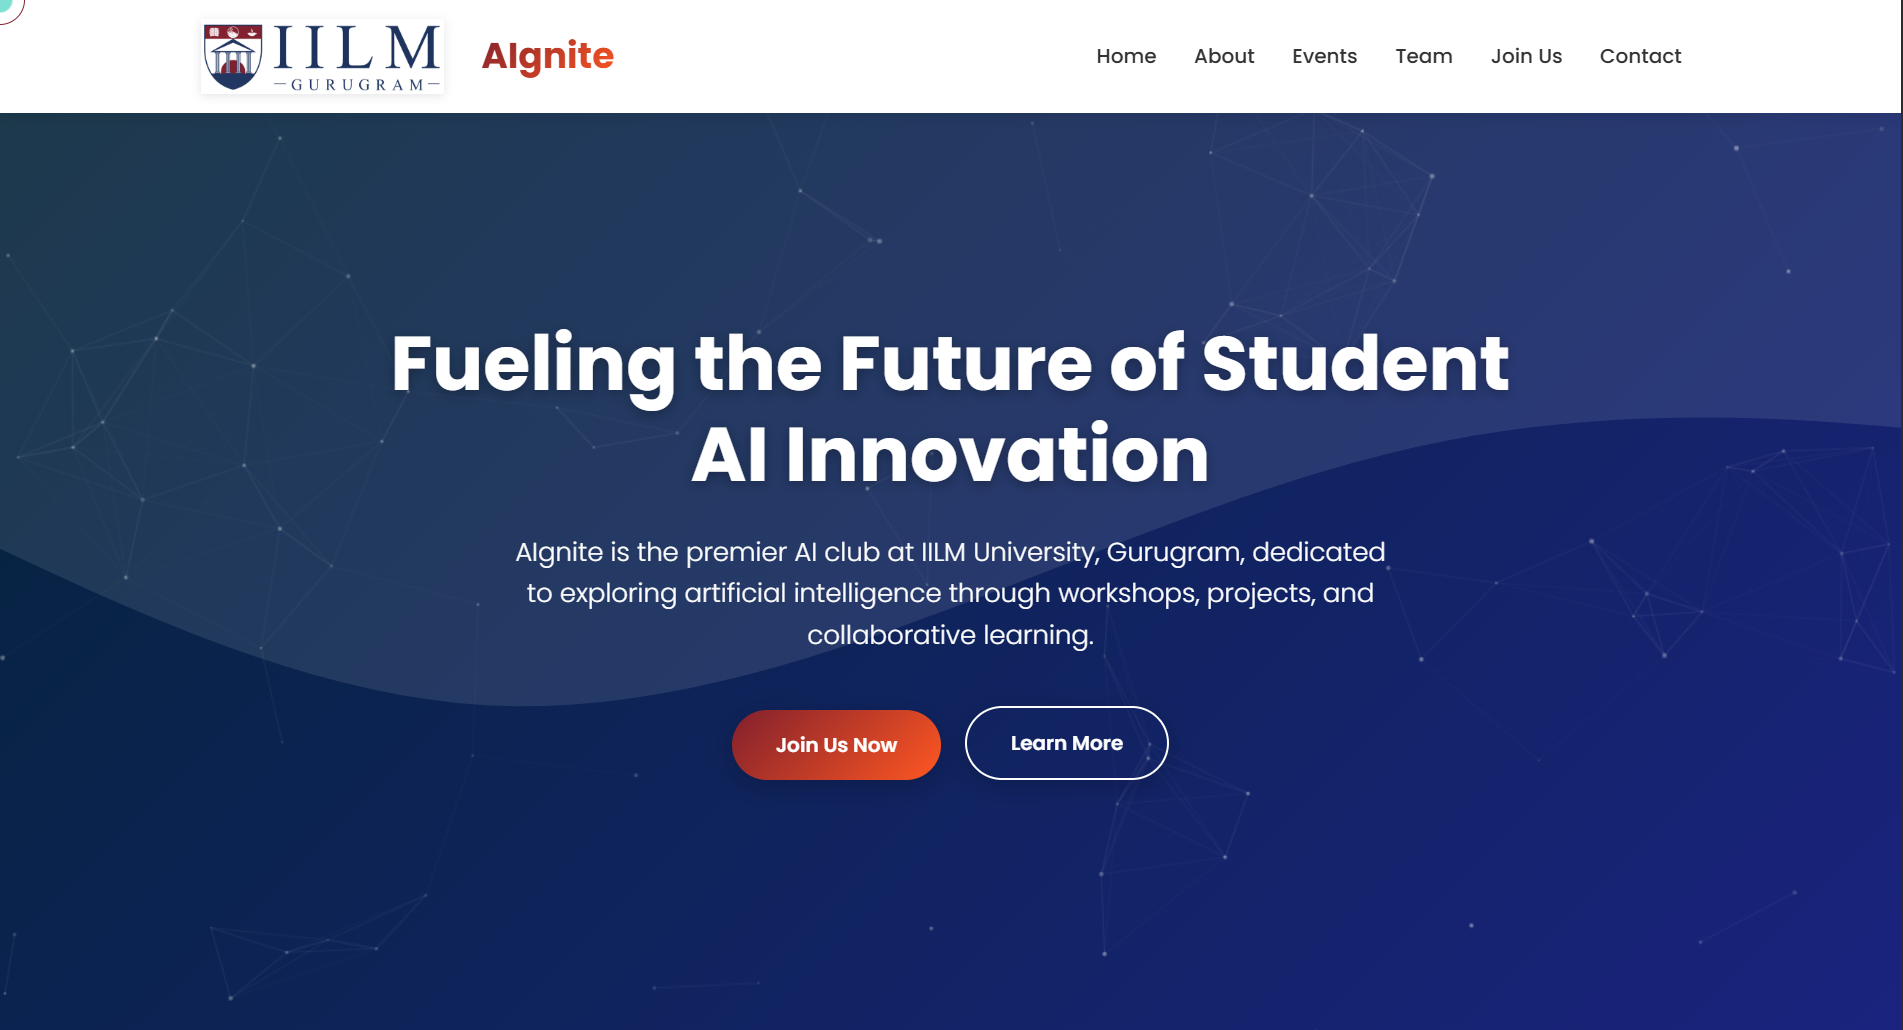 IILM
GURUGRAM
AIgnite
Home About Events Team Join Us Contact
Fueling the Future of Student
AI Innovation
AIgnite is the premier AI club at IILM University, Gurugram, dedicated
to exploring artificial intelligence through workshops, projects, and
collaborative learning.
Join Us Now Learn More